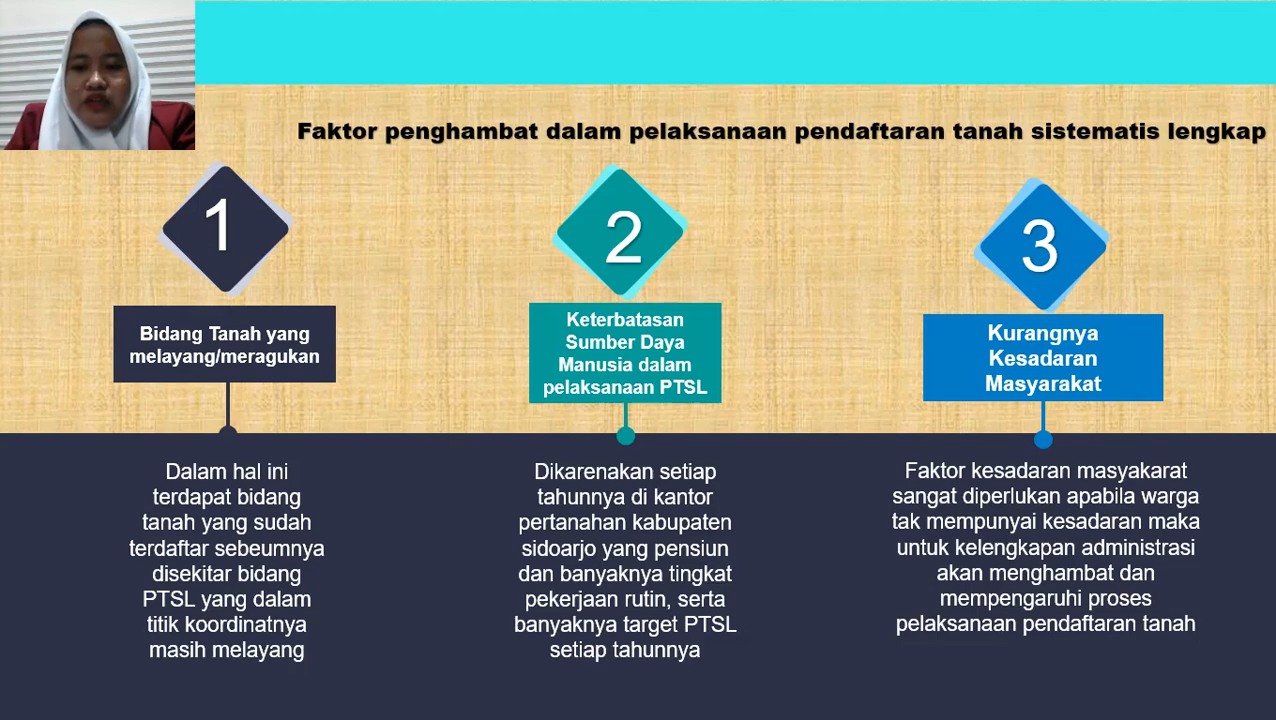 Faktor penghambat dalam pelaksanaan pendaftaran tanah sistematis lengkap
1
Bidang Tanah yang
melayang/meragukan
Dalam hal ini
terdapat bidang
tanah yang sudah
terdaftar sebeumnya
disekitar bidang
PTSL yang dalam
titik koordinatnya
masih melayang
2
Keterbatasan
Sumber Daya
Manusia dalam
pelaksanaan PTSL
Dikarenakan setiap
tahunnya di kantor
pertanahan kabupaten
sidoarjo yang pensiun
dan banyaknya tingkat
pekerjaan rutin, serta
banyaknya target PTSL
setiap tahunnya
3
Kurangnya
Kesadaran
Masyarakat
Faktor kesadaran masyakarat
sangat diperlukan apabila warga
tak mempunyai kesadaran maka
untuk kelengkapan administrasi
akan menghambat dan
mempengaruhi proses
pelaksanaan pendaftaran tanah